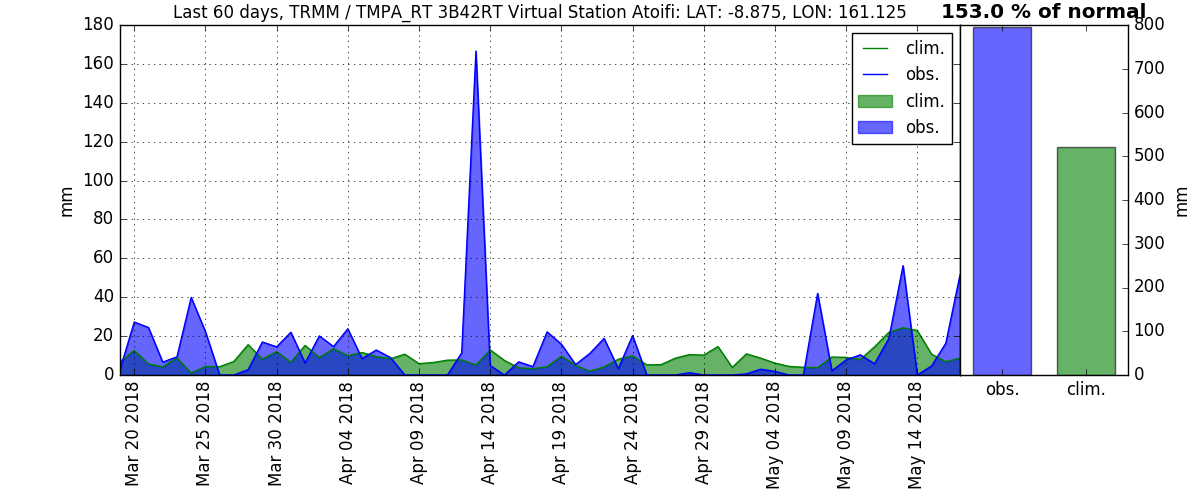 Last 60 days, TRMM / TMPA_RT 3B42RT Virtual Station Atoifi: LAT: -8.875, LON: 161.125
153.0 % of normal
180
160
140
120
100
80
60
40
20
0
mm
clim.
obs.
clim.
obs.
Mar 20 2018
Mar 25 2018
Mar 30 2018
Apr 04 2018
Apr 09 2018
Apr 14 2018
Apr 19 2018
Apr 24 2018
Apr 29 2018
May 04 2018
May 09 2018
May 14 2018
800
700
600
500
400
300
200
100
0
mm
obs.
clim.